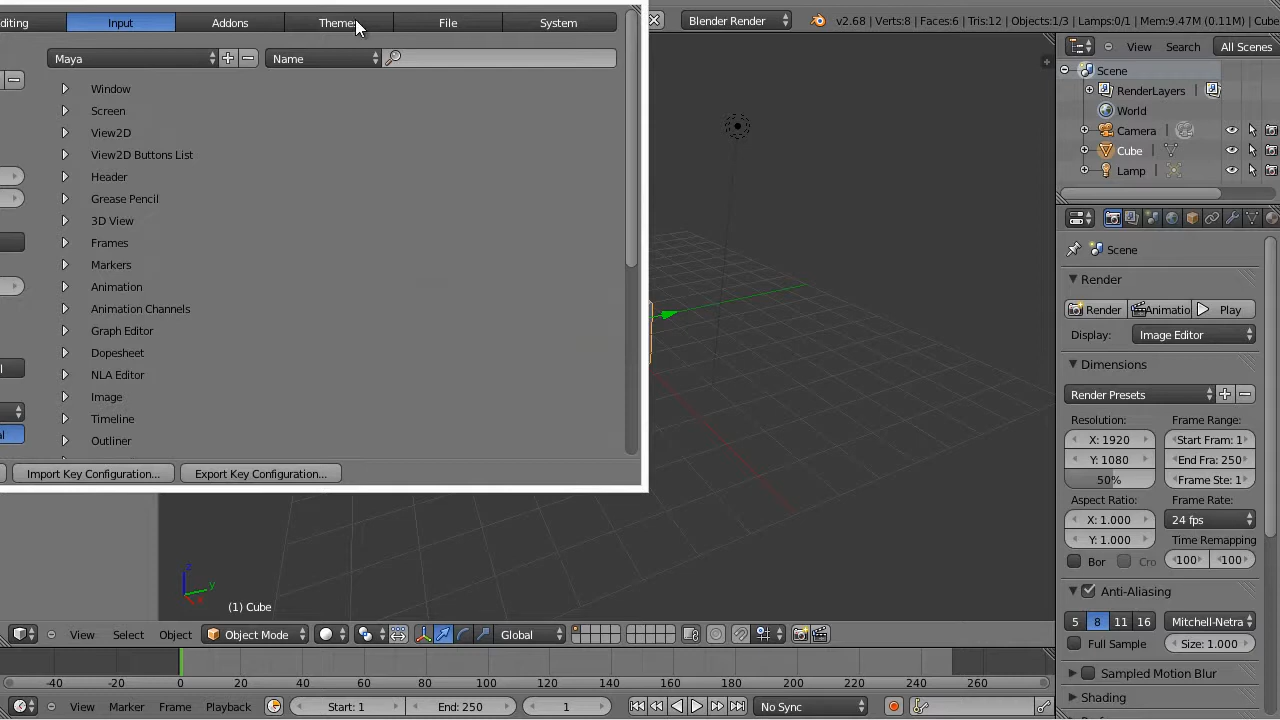 diting Input Addons Themes File System
Maya Name
Window
Screen
View2D
View2D Buttons List
Header
Grease Pencil
3D View
Frames
Markers
Animation
Animation Channels
Graph Editor
Dopesheet
NLA Editor
Image
Timeline
Outliner
Import Key Configuration... Export Key Configuration...
Blender Render v2.68 | Verts:8 | Faces:6 | Tris:12 | Objects:1/3 | Lamps:0/1 | Mem:9.47M (0.11M) | Cube
View Search All Scenes
Scene
RenderLayers
World
Camera
Cube
Lamp
Scene
Render
Render Animatio Play
Display: Image Editor
Dimensions
Render Presets
Resolution: Frame Range:
X: 1920 Start Fram: 1
Y: 1080 End Fra: 250
50% Frame Ste: 1
Aspect Ratio: Frame Rate:
X: 1.000 24 fps
Y: 1.000 Time Remapping
Bor Cro 100 100
Anti-Aliasing
5 8 11 16 Mitchell-Netra
Full Sample Size: 1.000
Sampled Motion Blur
Shading
z y x
(1) Cube
View Select Object Object Mode Global
-40 -20 0 20 40 60 80 100 120 140 160 180 200 220 240 260
View Marker Frame Playback Start: 1 End: 250 1 No Sync